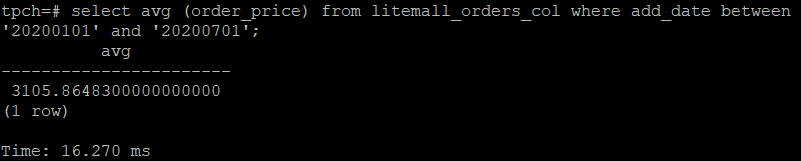 tpch=# select avg (order_price) from litemall_orders_col where add_date between
'20200101' and '20200701';
avg
-----------------------
3105.8648300000000000
(1 row)
Time: 16.270 ms